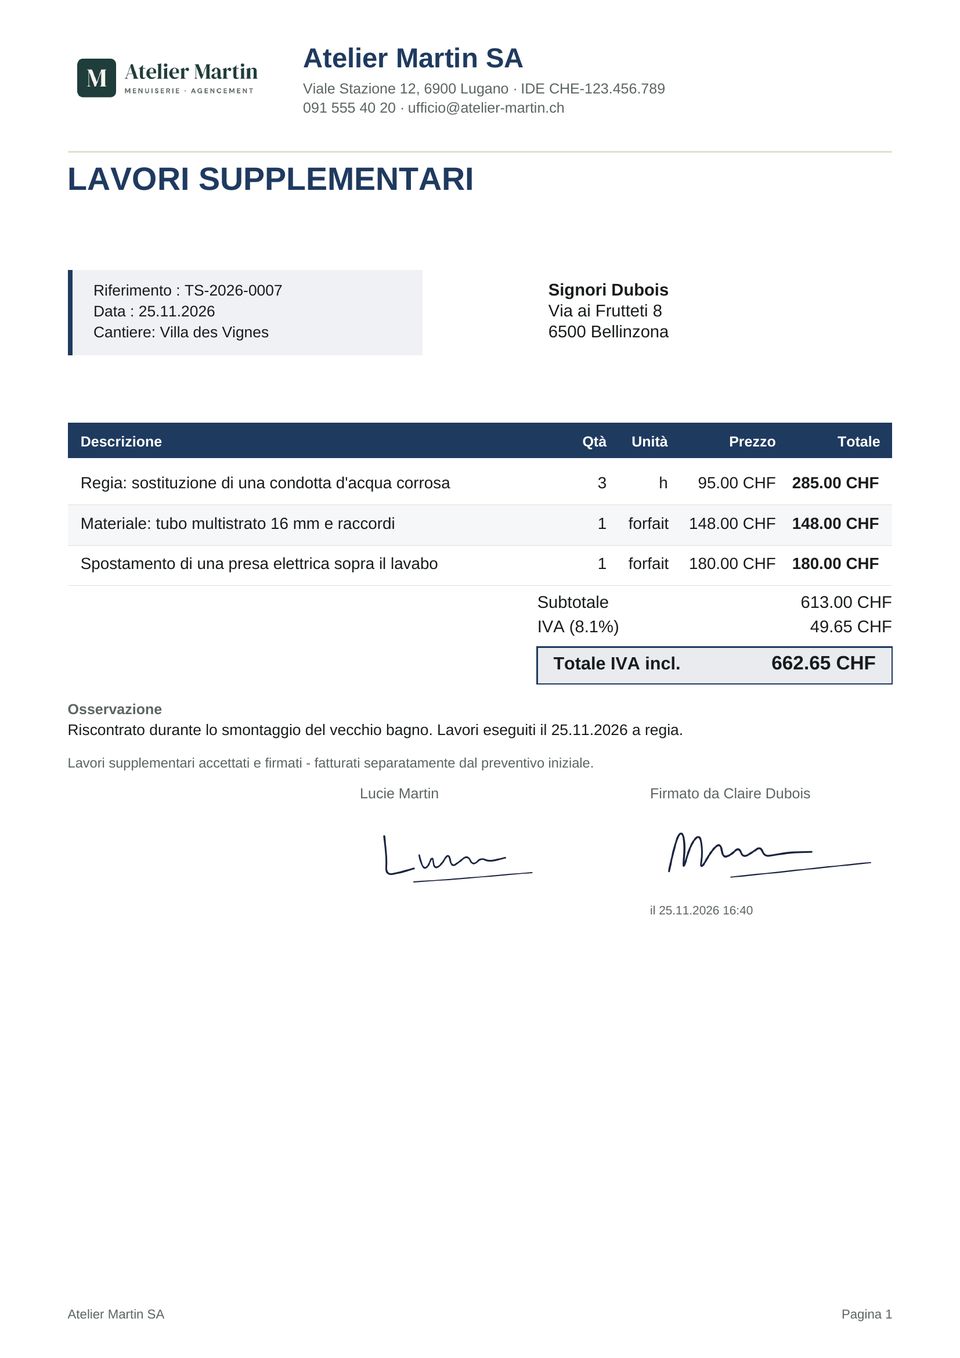 M Atelier Martin
MENUISERIE · AGENCEMENT
Atelier Martin SA
Viale Stazione 12, 6900 Lugano · IDE CHE-123.456.789
091 555 40 20 · ufficio@atelier-martin.ch
LAVORI SUPPLEMENTARI
Riferimento : TS-2026-0007
Data : 25.11.2026
Cantiere: Villa des Vignes
Signori Dubois
Via ai Frutteti 8
6500 Bellinzona
Descrizione Qtà Unità Prezzo Totale
Regia: sostituzione di una condotta d'acqua corrosa 3 h 95.00 CHF 285.00 CHF
Materiale: tubo multistrato 16 mm e raccordi 1 forfait 148.00 CHF 148.00 CHF
Spostamento di una presa elettrica sopra il lavabo 1 forfait 180.00 CHF 180.00 CHF
Subtotale 613.00 CHF
IVA (8.1%) 49.65 CHF
Totale IVA incl. 662.65 CHF
Osservazione
Riscontrato durante lo smontaggio del vecchio bagno. Lavori eseguiti il 25.11.2026 a regia.
Lavori supplementari accettati e firmati - fatturati separatamente dal preventivo iniziale.
Lucie Martin Firmato da Claire Dubois
il 25.11.2026 16:40
Atelier Martin SA Pagina 1